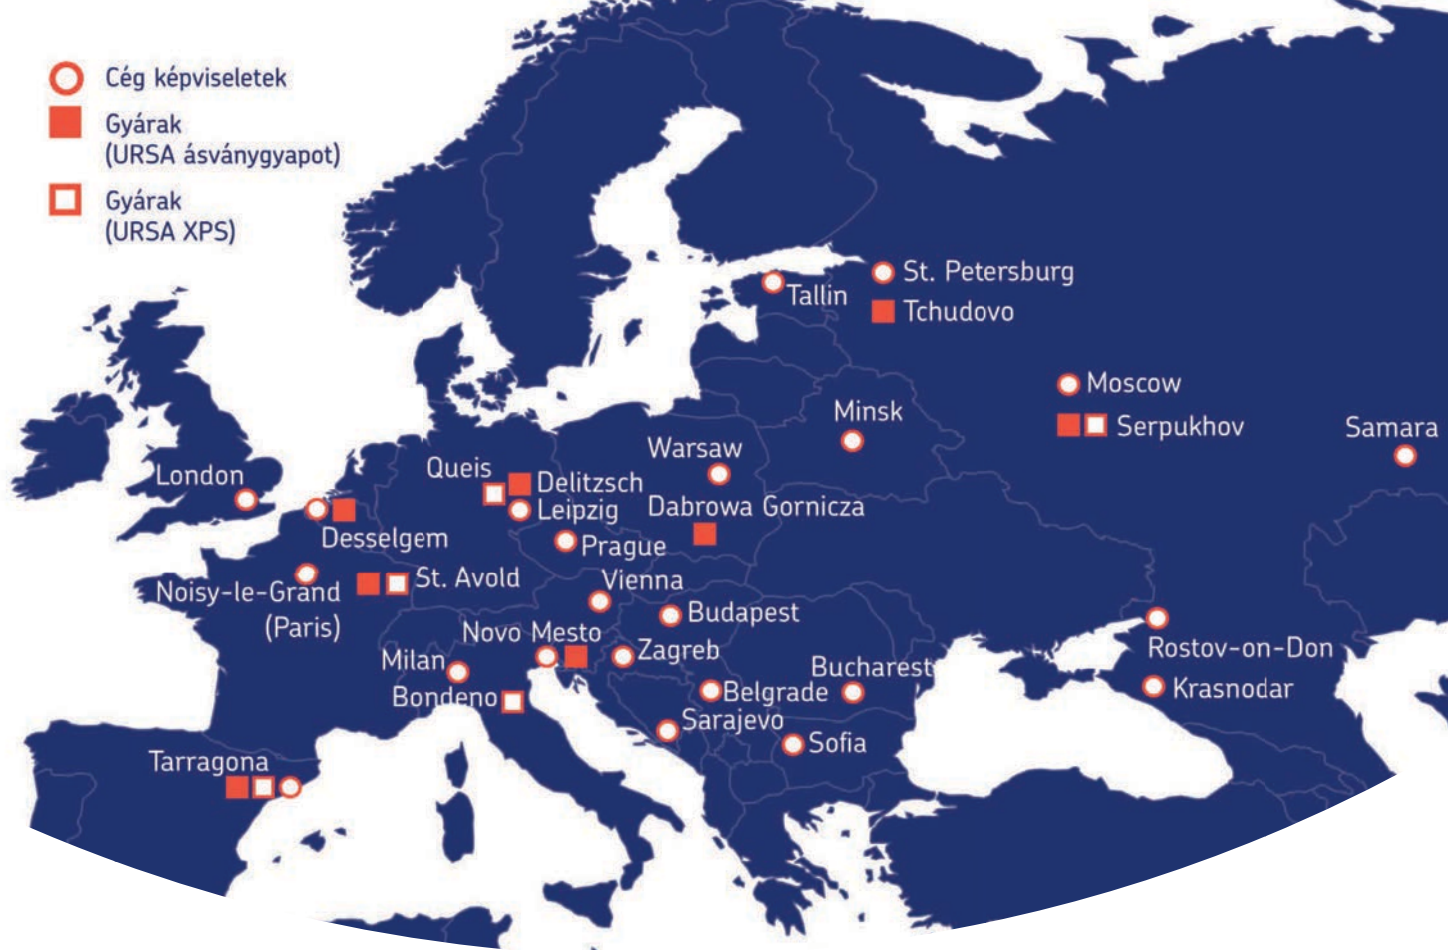 Cég képviseletek
Gyárak
(URSA ásványgyapot)
Gyárak
(URSA XPS)
St. Petersburg
Tallin
Tchudovo
Moscow
Minsk
Serpukhov
Samara
Warsaw
Queis
London
Delitzsch
Dabrowa Gornicza
Leipzig
Desselgem
Prague
St. Avold
Vienna
Noisy-le-Grand
(Paris)
Budapest
Novo Mesto
Zagreb
Rostov-on-Don
Milan
Bucharest
Bondeno
Belgrade
Krasnodar
Sarajevo
Sofia
Tarragona